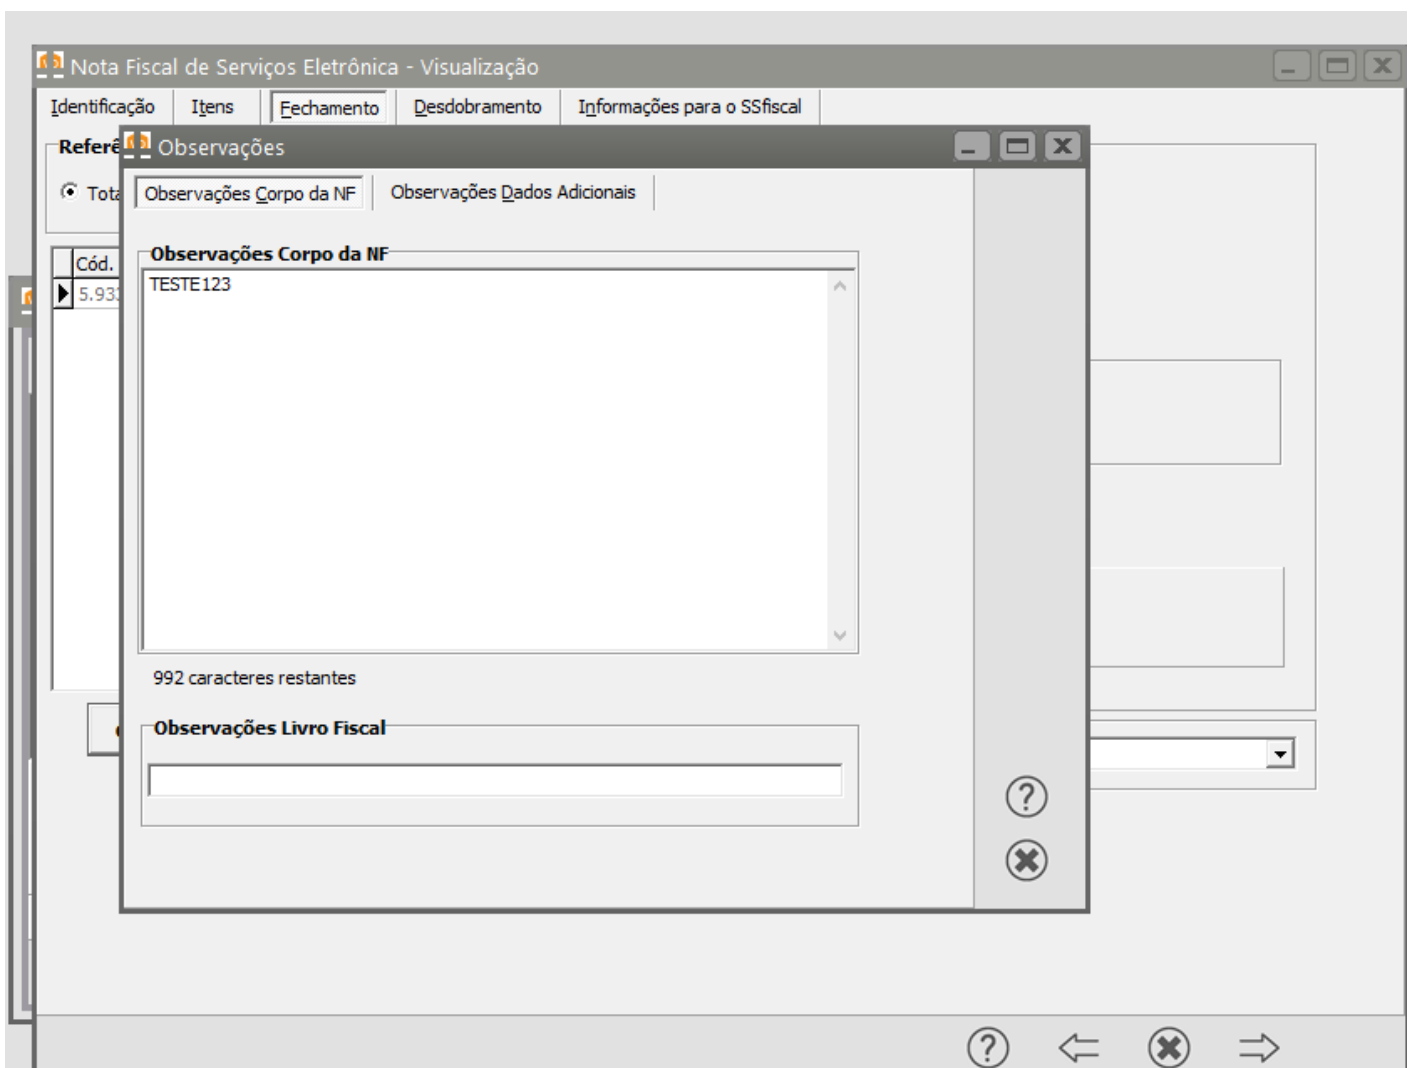 Nota Fiscal de Serviços Eletrônica - Visualização
Identificação Itens Fechamento Desdobramento Informações para o SSfiscal
Observações
Observações Corpo da NF Observações Dados Adicionais
Observações Corpo da NF
Cód.
TESTE123
992 caracteres restantes
Observações Livro Fiscal